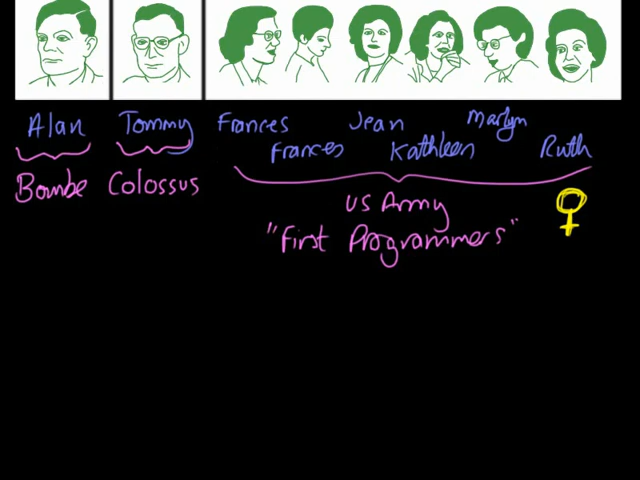 Alan Tommy Frances Jean Marlyn
Frances Kathleen Ruth
Bombe Colossus
US Army
"First Programmers"